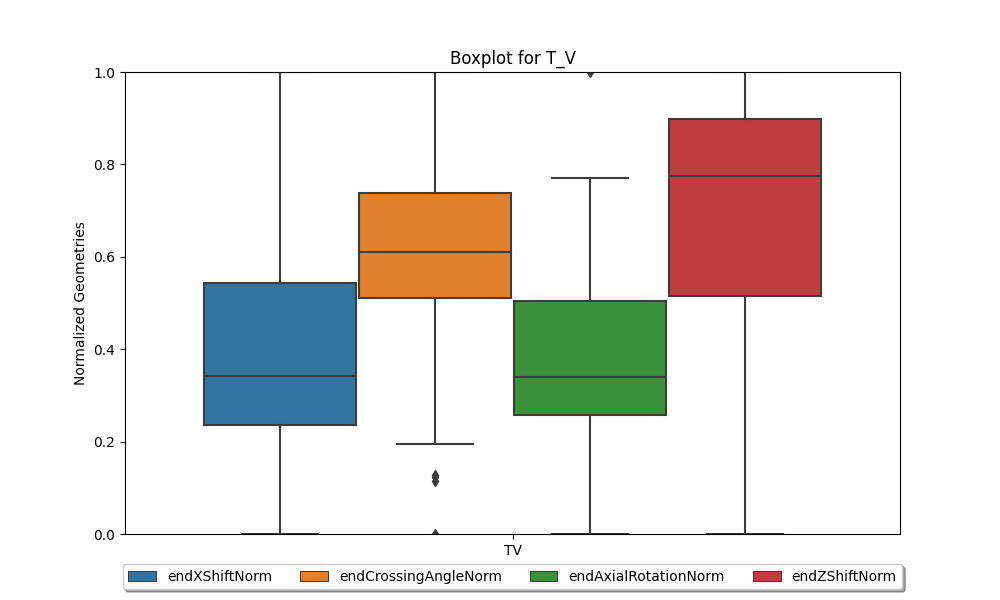 Boxplot for T_V
1.0
0.8
0.6
0.4
0.2
0.0
Normalized Geometries
TV
endXShiftNorm endCrossingAngleNorm endAxialRotationNorm endZShiftNorm